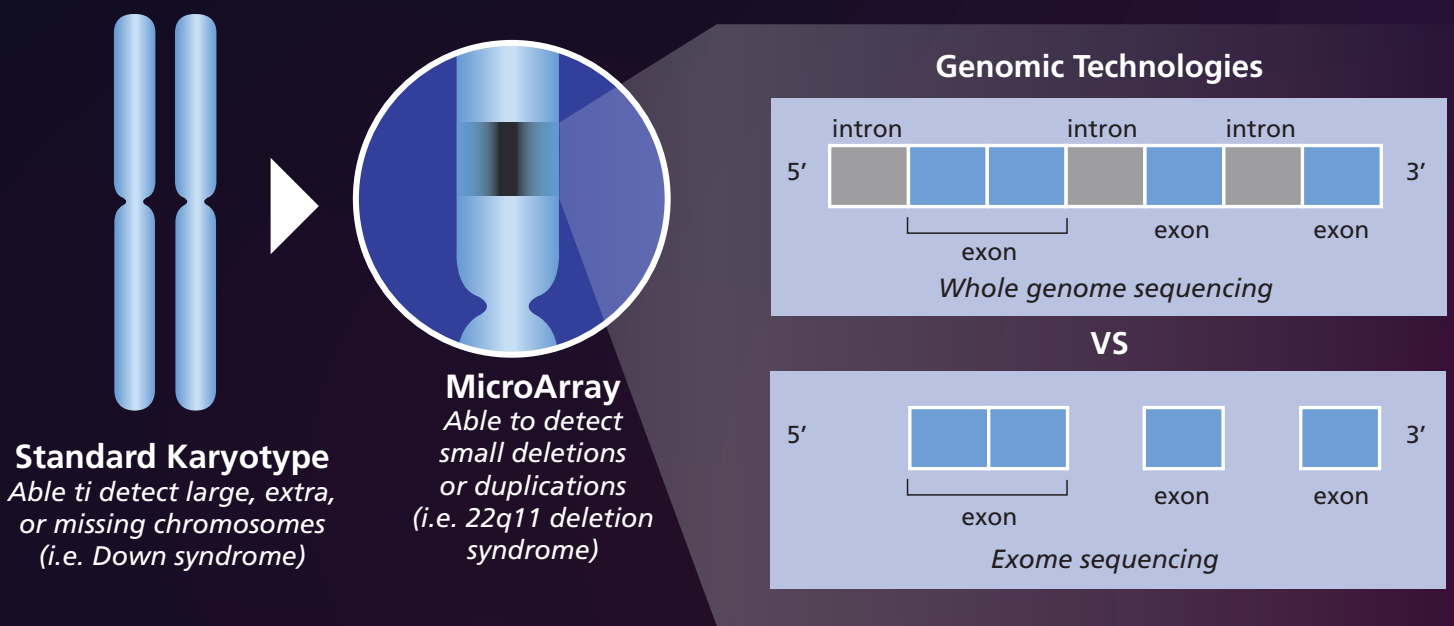 Standard Karyotype
Able ti detect large, extra,
or missing chromosomes
(i.e. Down syndrome)
MicroArray
Able to detect
small deletions
or duplications
(i.e. 22q11 deletion
syndrome)
Genomic Technologies
intron intron intron
5′ 3′
exon exon
exon
Whole genome sequencing
VS
5′ 3′
exon exon
exon
Exome sequencing